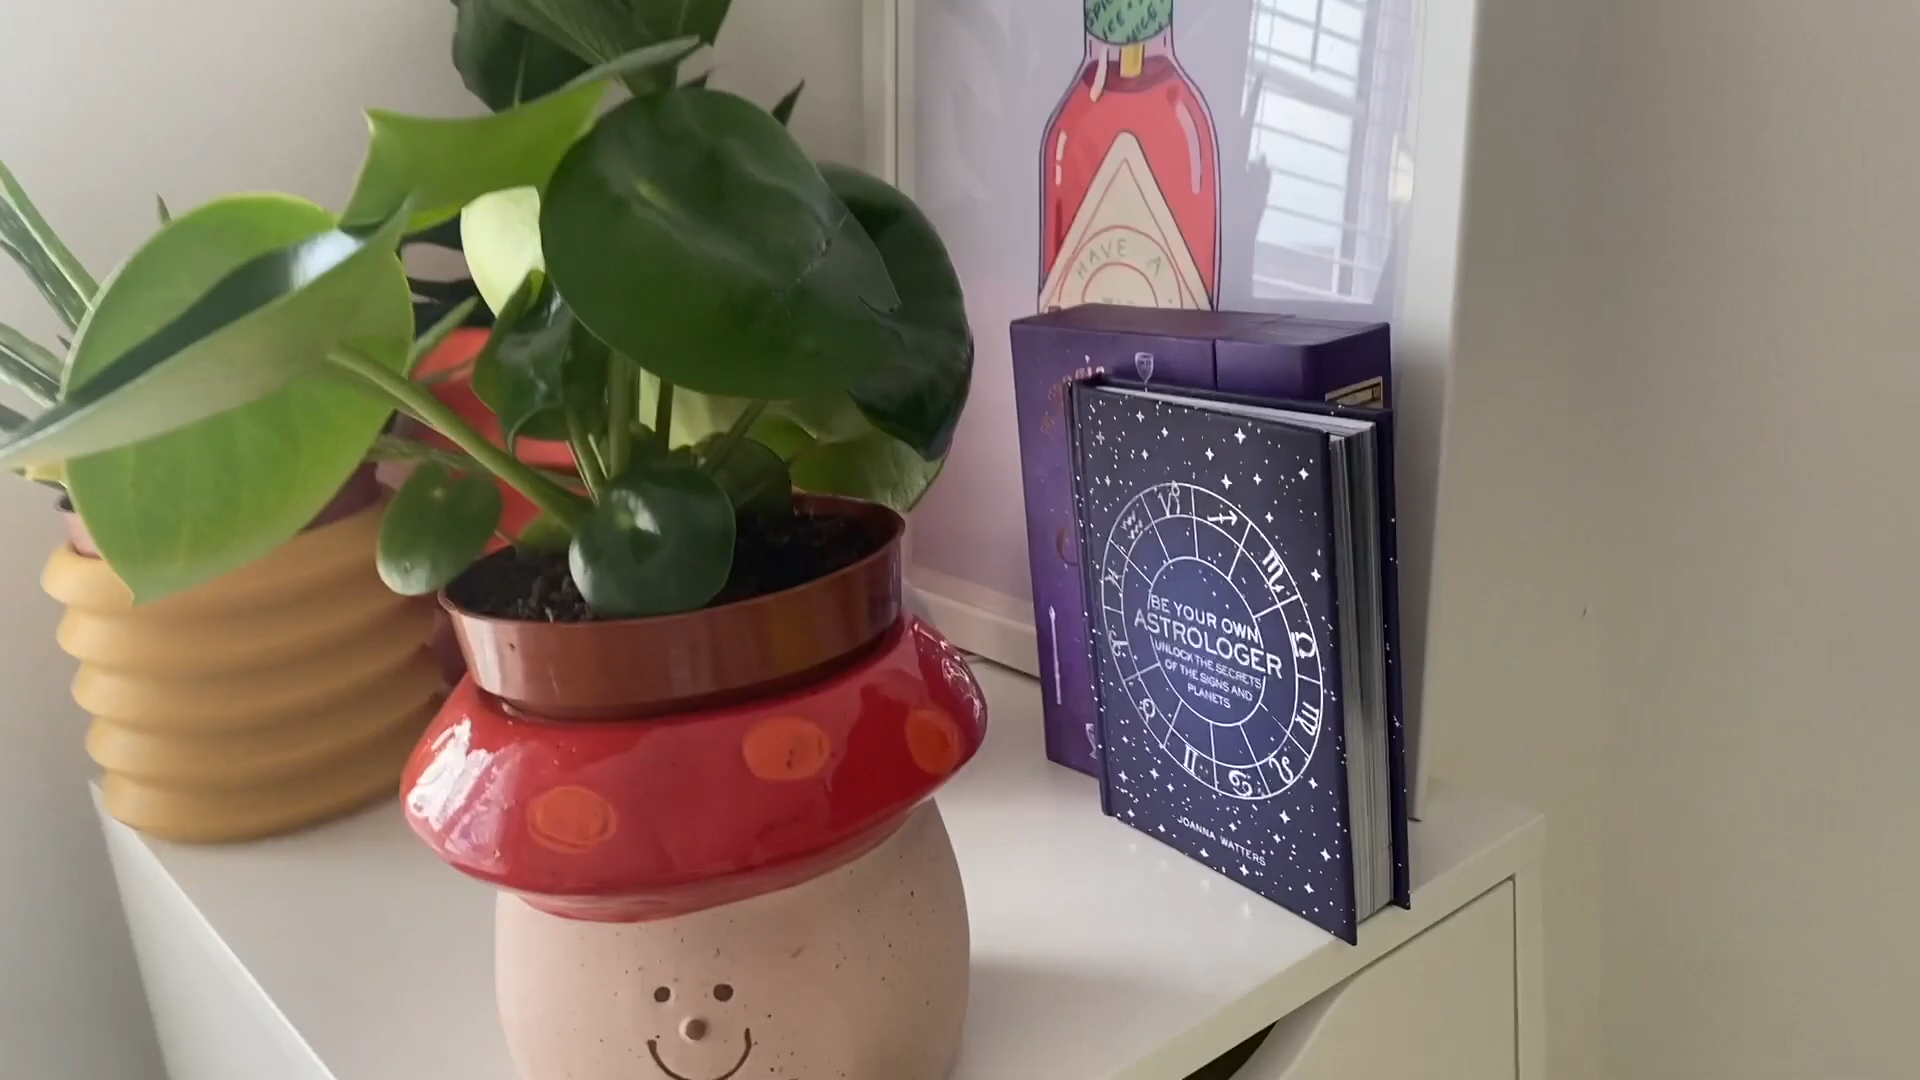 HAVE A
BE YOUR OWN
ASTROLOGER
UNLOCK THE SECRETS
OF THE SIGNS AND
PLANETS
JOANNA WATTERS